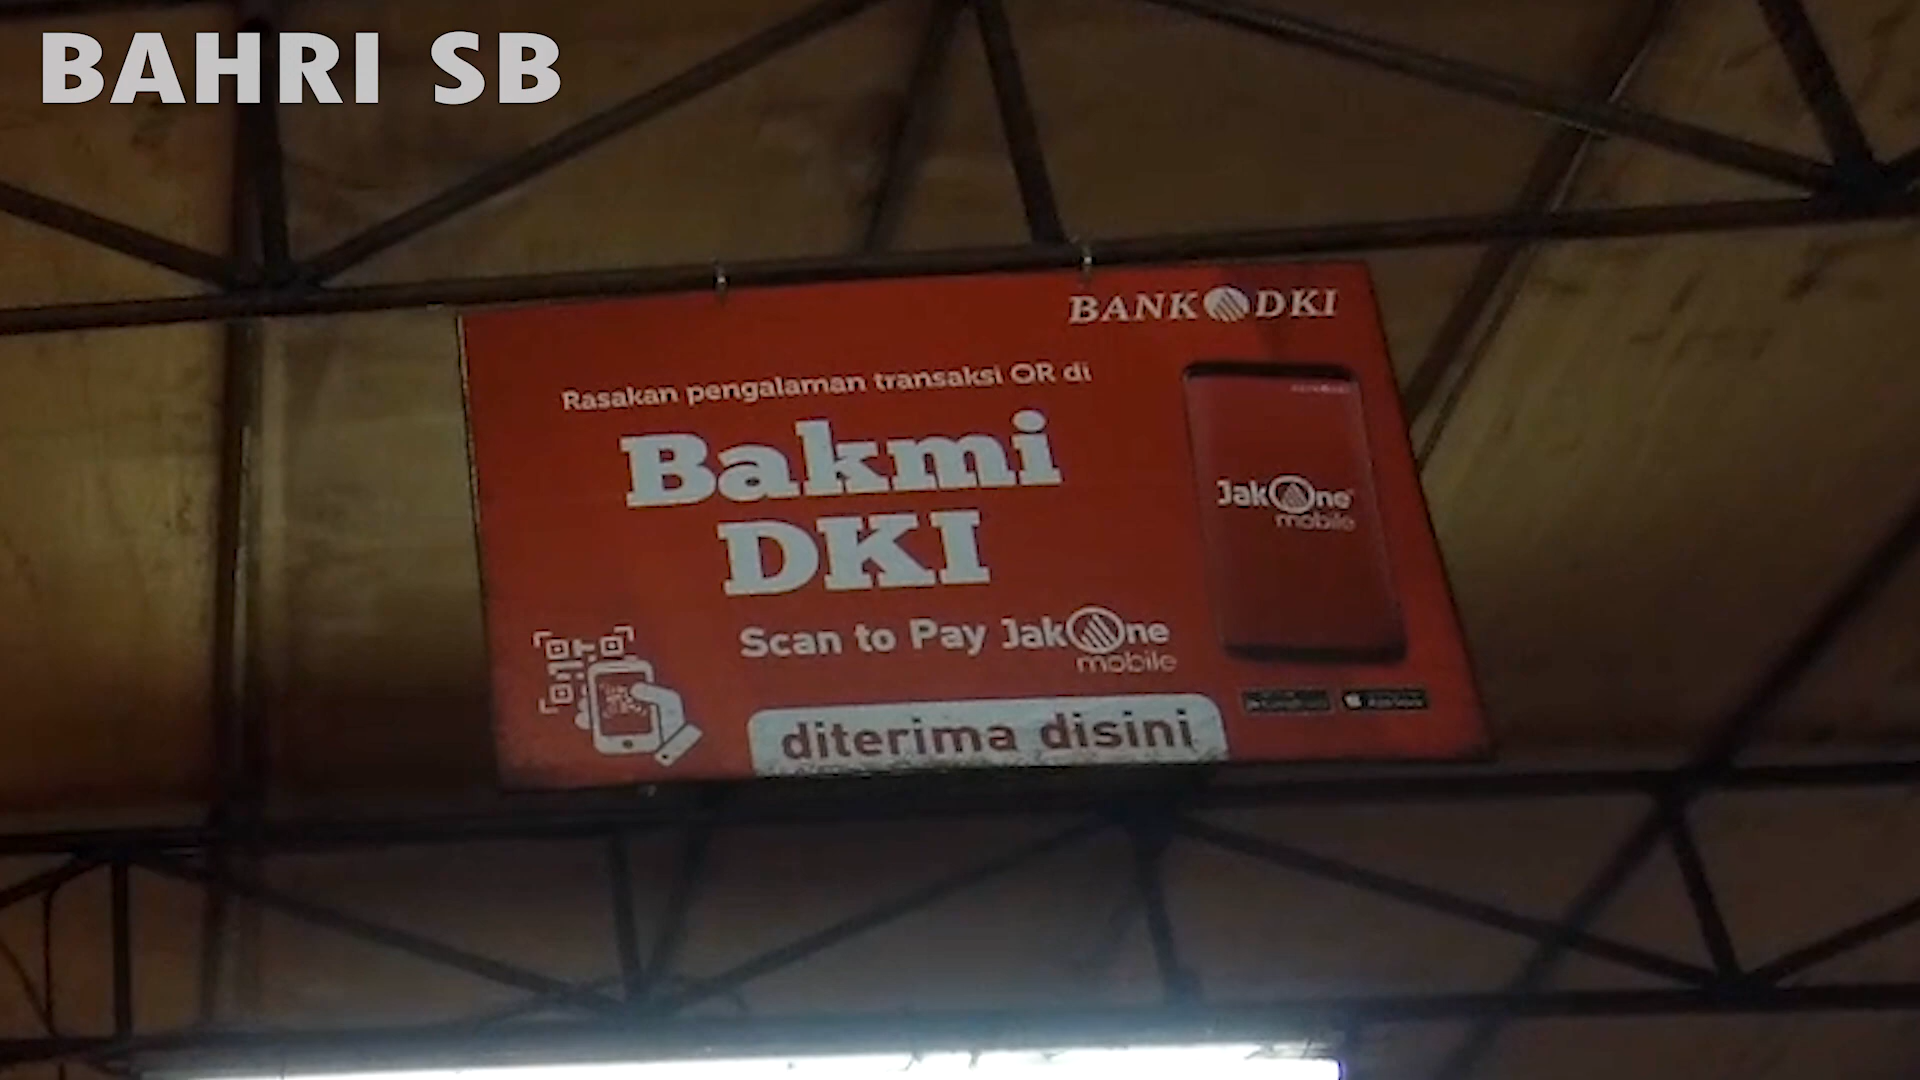 BAHRI SB
BANK DKI
Rasakan pengalaman transaksi QR di
Bakmi
DKI
JakOne
mobile
Scan to Pay JakOne
mobile
diterima disini